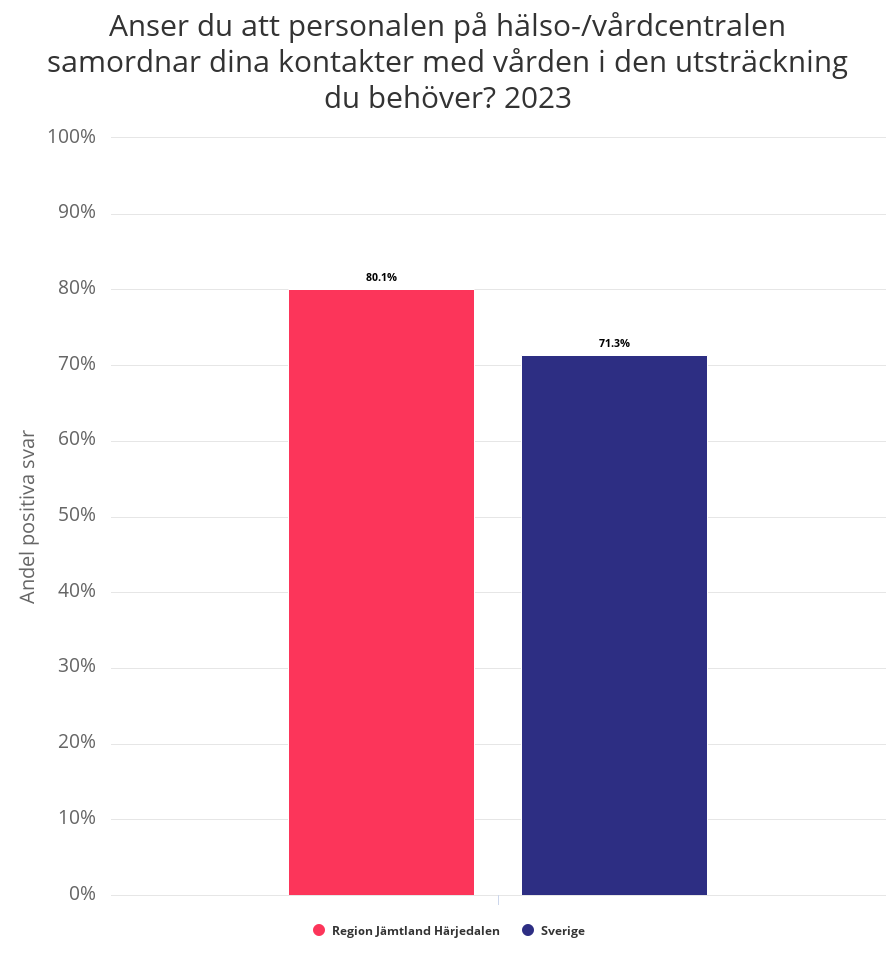 Anser du att personalen på hälso-/vårdcentralen
samordnar dina kontakter med vården i den utsträckning
du behöver? 2023
100%
90%
80%
70%
60%
50%
40%
30%
20%
10%
0%
Andel positiva svar
80.1%
71.3%
Region Jämtland Härjedalen
Sverige